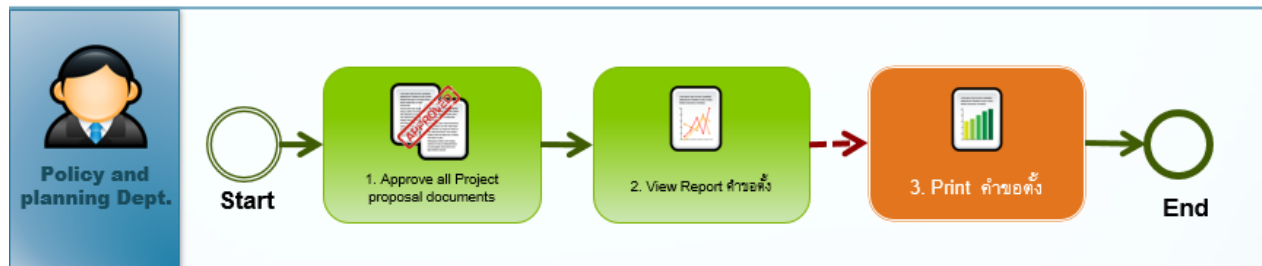 Policy and
planning Dept.
Start
APPROVED
1. Approve all Project
proposal documents
2. View Report คำขอตั้ง
3. Print คำขอตั้ง
End